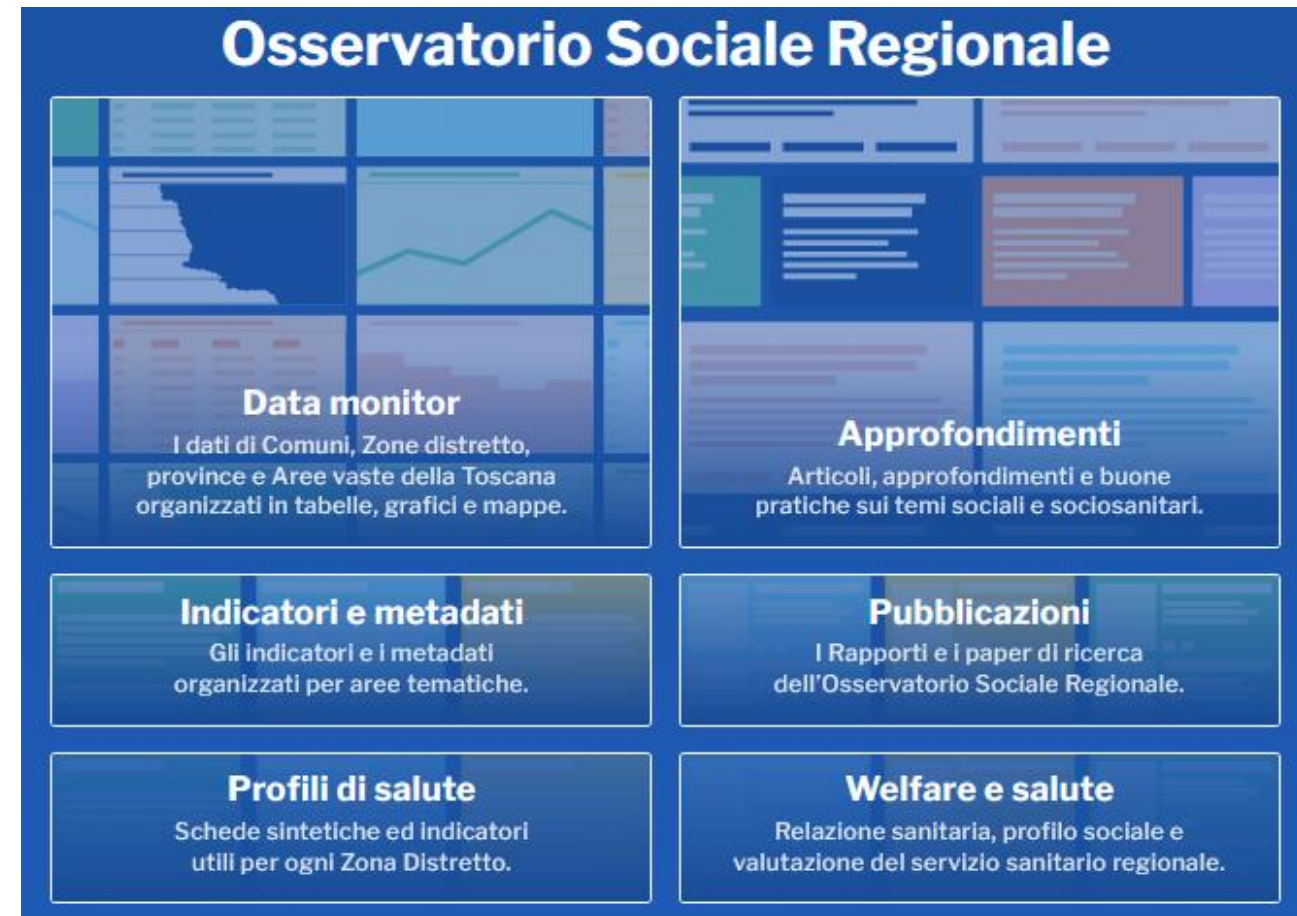 Osservatorio Sociale Regionale
Data monitor
I dati di Comuni, Zone distretto,
province e Aree vaste della Toscana
organizzati in tabelle, grafici e mappe.
Approfondimenti
Articoli, approfondimenti e buone
pratiche sui temi sociali e sociosanitari.
Indicatori e metadati
Gli indicatori e i metadati
organizzati per aree tematiche.
Pubblicazioni
I Rapporti e i paper di ricerca
dell'Osservatorio Sociale Regionale.
Profili di salute
Schede sintetiche ed indicatori
utili per ogni Zona Distretto.
Welfare e salute
Relazione sanitaria, profilo sociale e
valutazione del servizio sanitario regionale.